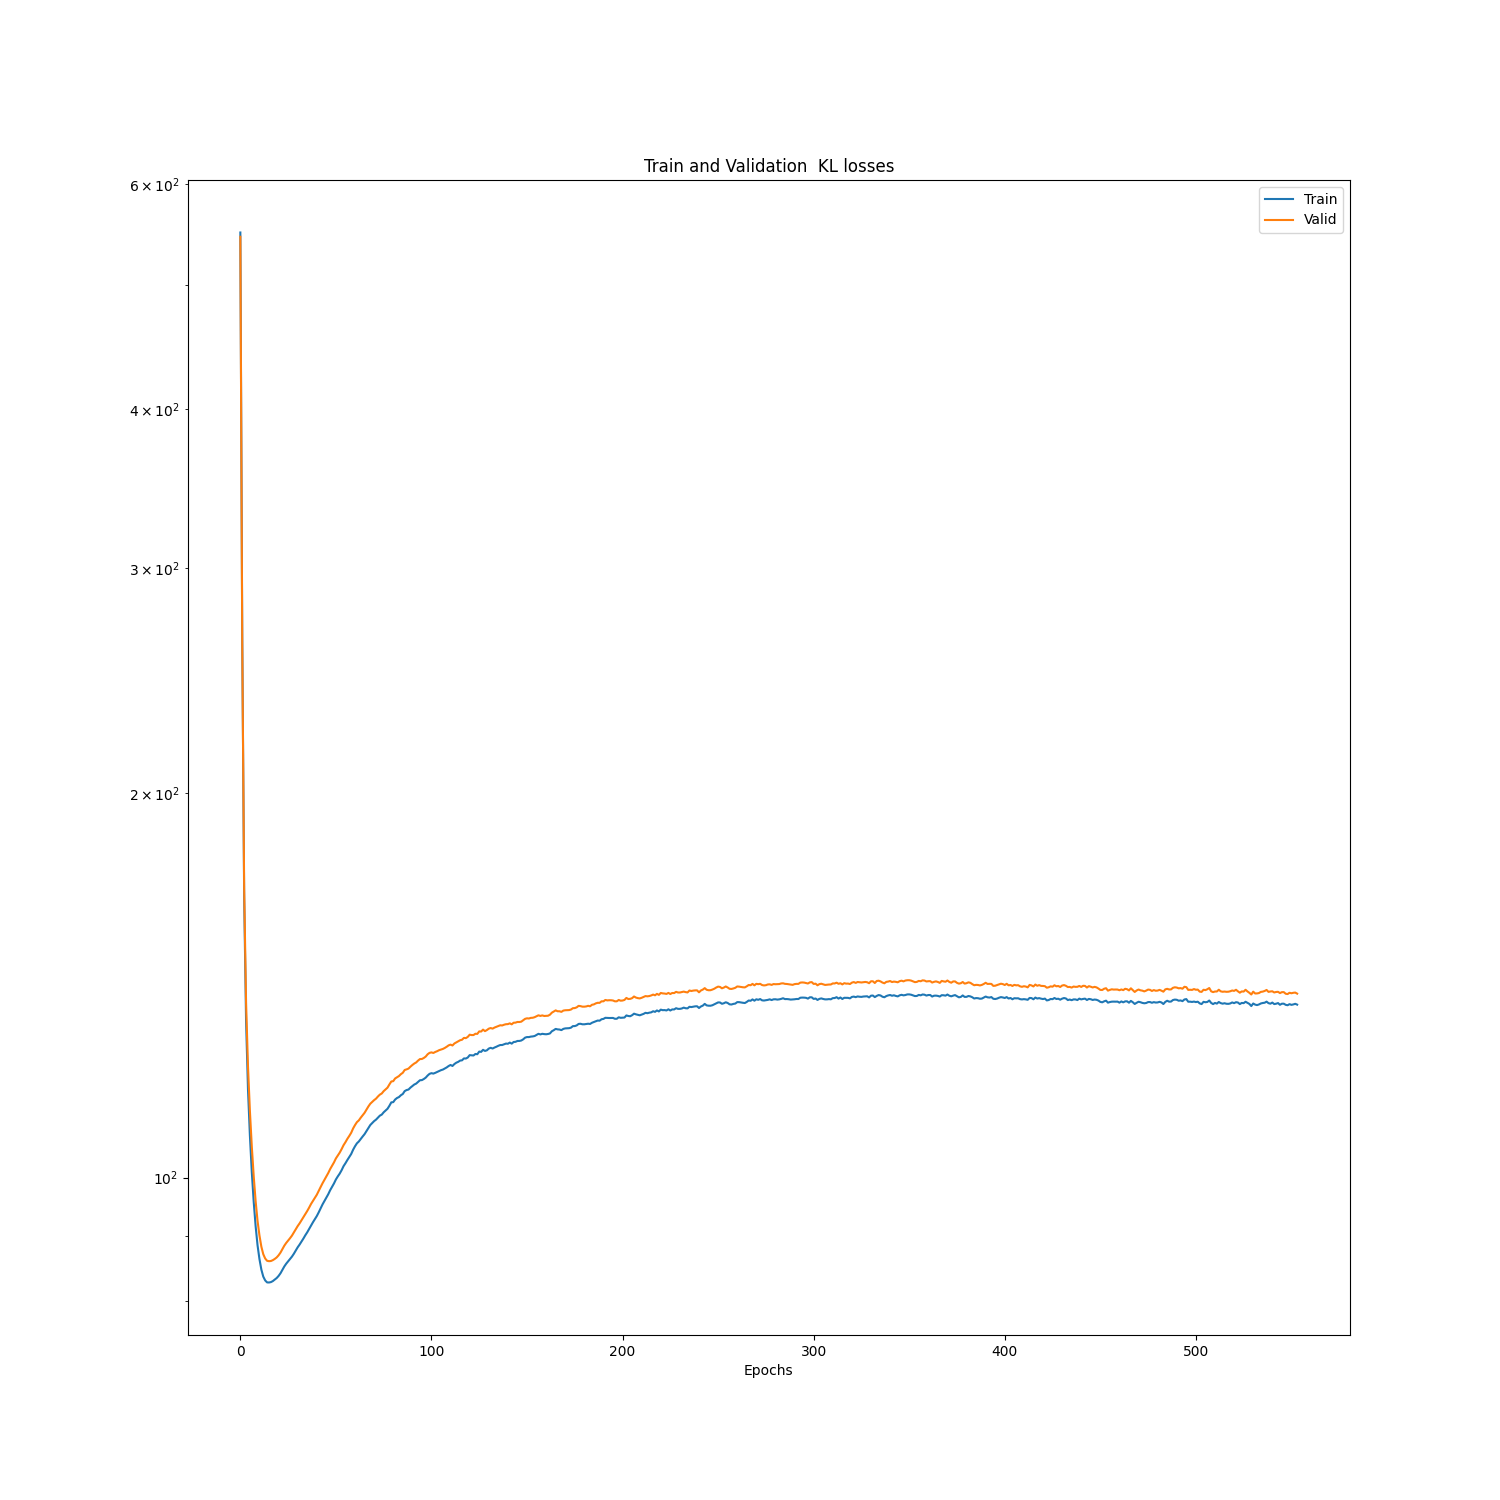 Train and Validation  KL losses
Train
Valid
6 × 10²
4 × 10²
3 × 10²
2 × 10²
10²
0 100 200 300 400 500
Epochs